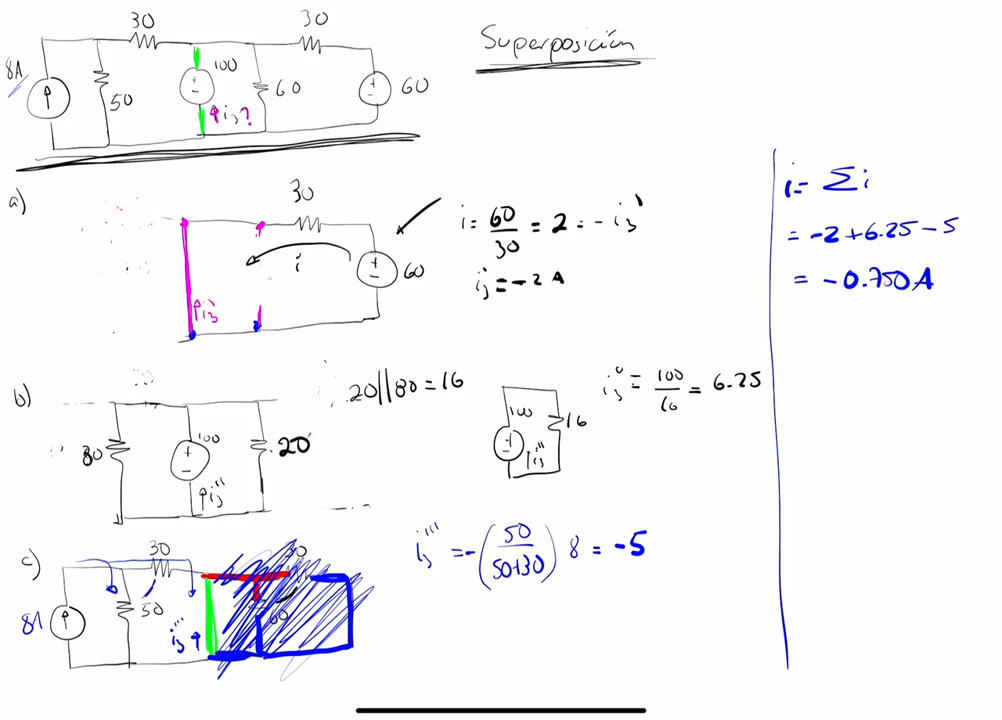 Superposición
30
30
8A
50
100
60
60
i₃?
a)
30
i
60
i₃'
i = 60/30 = 2 = -i₃'
i₃ = -2 A
i = Σi
= -2 + 6.25 - 5
= -0.750 A
b)
80
100
20
i₃''
20||80 = 16
100
16
i₃''
i₃'' = 100/16 = 6.25
c)
30
30
8A
50
60
i₃'''
i₃''' = -(50/(50+30)) 8 = -5